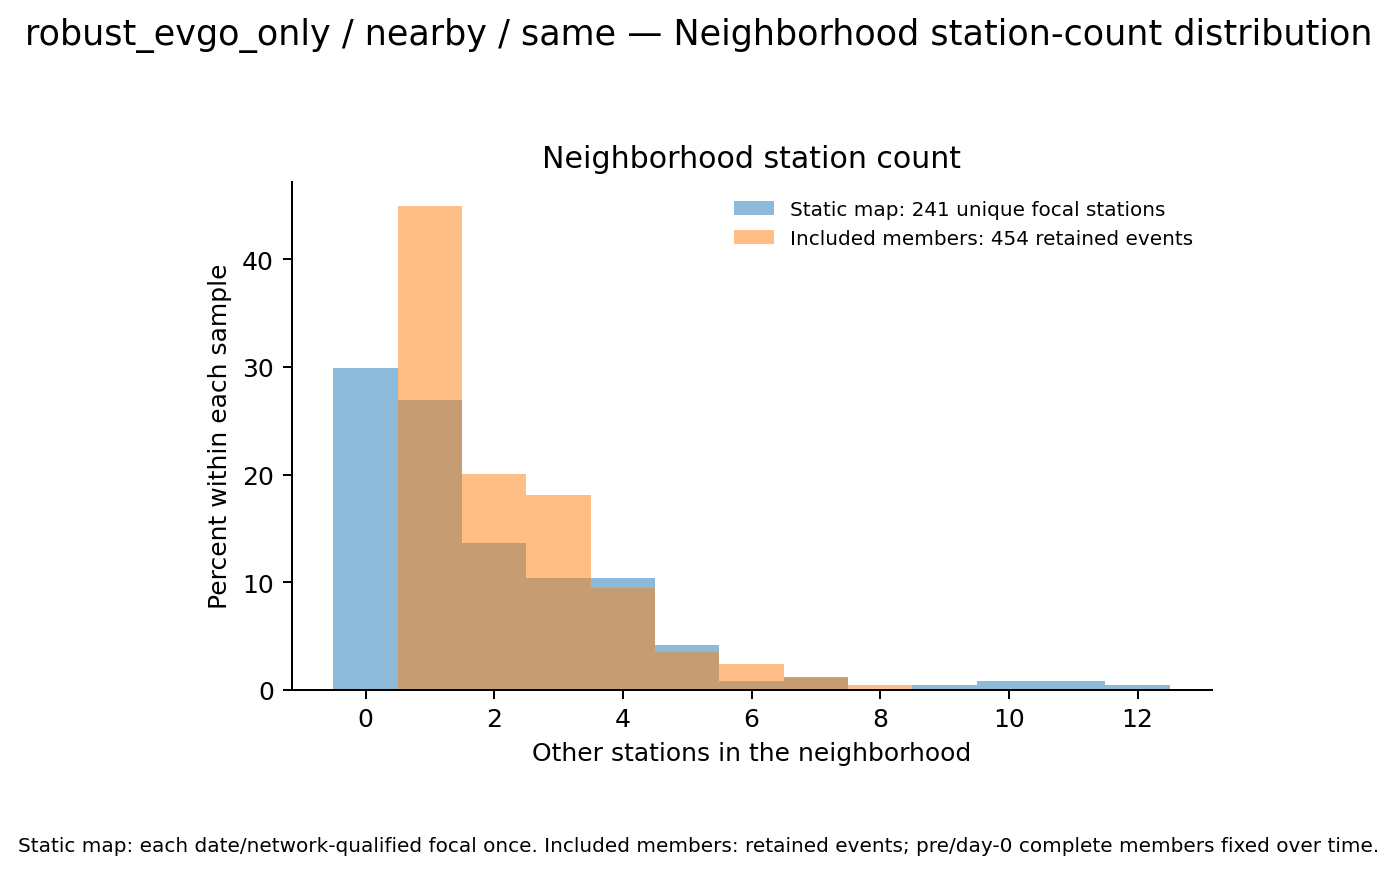 robust_evgo_only / nearby / same — Neighborhood station-count distribution
Neighborhood station count
Static map: 241 unique focal stations
Included members: 454 retained events
Percent within each sample
40
30
20
10
0
0 2 4 6 8 10 12
Other stations in the neighborhood
Static map: each date/network-qualified focal once. Included members: retained events; pre/day-0 complete members fixed over time.